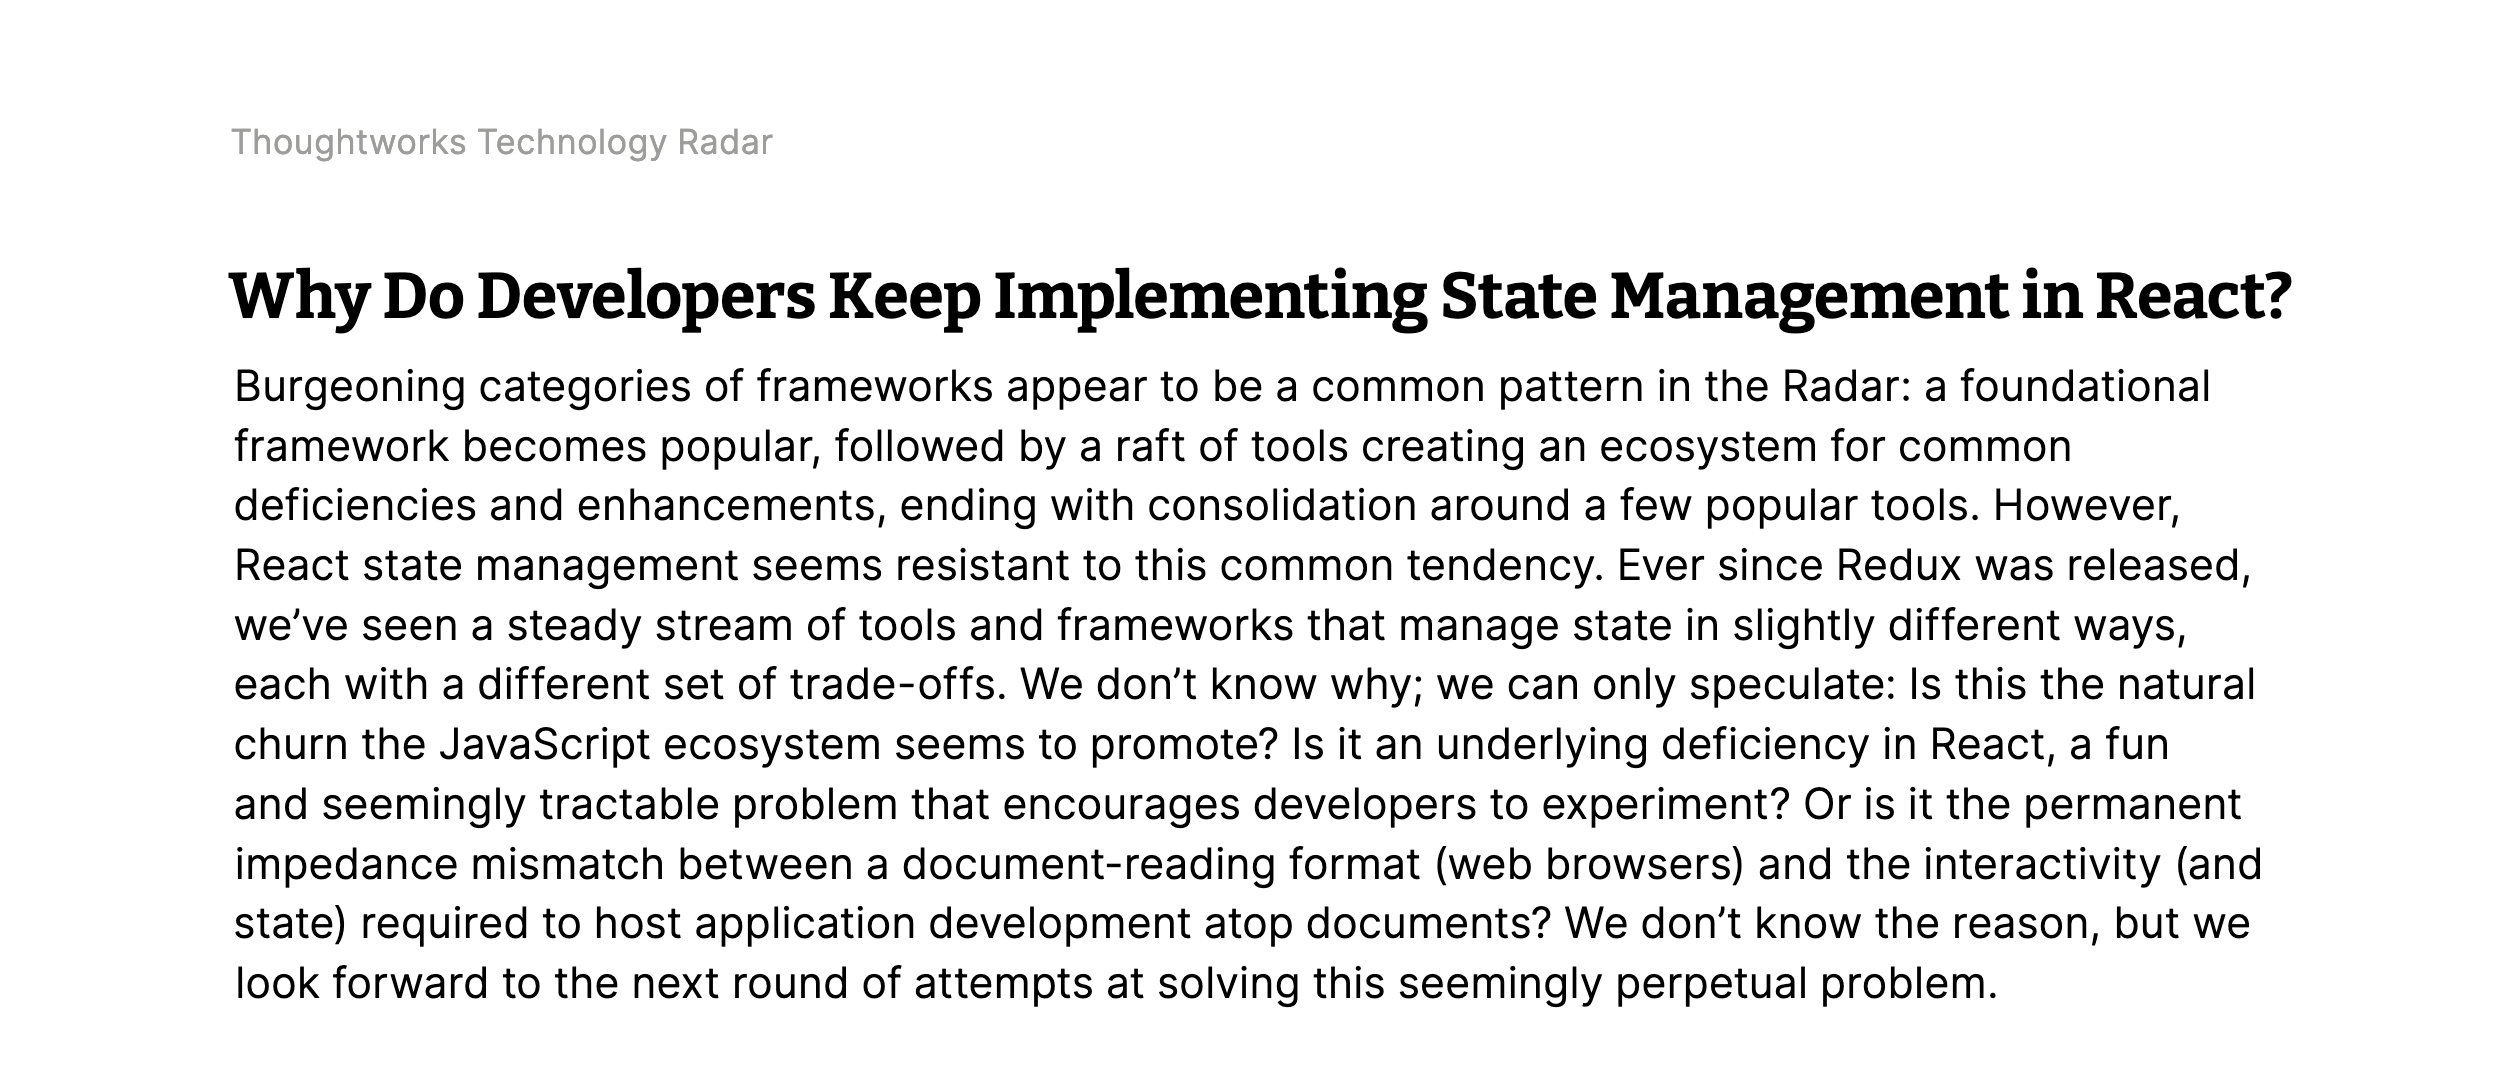 Thoughtworks Technology Radar
Why Do Developers Keep Implementing State Management in React?
Burgeoning categories of frameworks appear to be a common pattern in the Radar: a foundational
framework becomes popular, followed by a raft of tools creating an ecosystem for common
deficiencies and enhancements, ending with consolidation around a few popular tools. However,
React state management seems resistant to this common tendency. Ever since Redux was released,
we’ve seen a steady stream of tools and frameworks that manage state in slightly different ways,
each with a different set of trade-offs. We don’t know why; we can only speculate: Is this the natural
churn the JavaScript ecosystem seems to promote? Is it an underlying deficiency in React, a fun
and seemingly tractable problem that encourages developers to experiment? Or is it the permanent
impedance mismatch between a document-reading format (web browsers) and the interactivity (and
state) required to host application development atop documents? We don’t know the reason, but we
look forward to the next round of attempts at solving this seemingly perpetual problem.